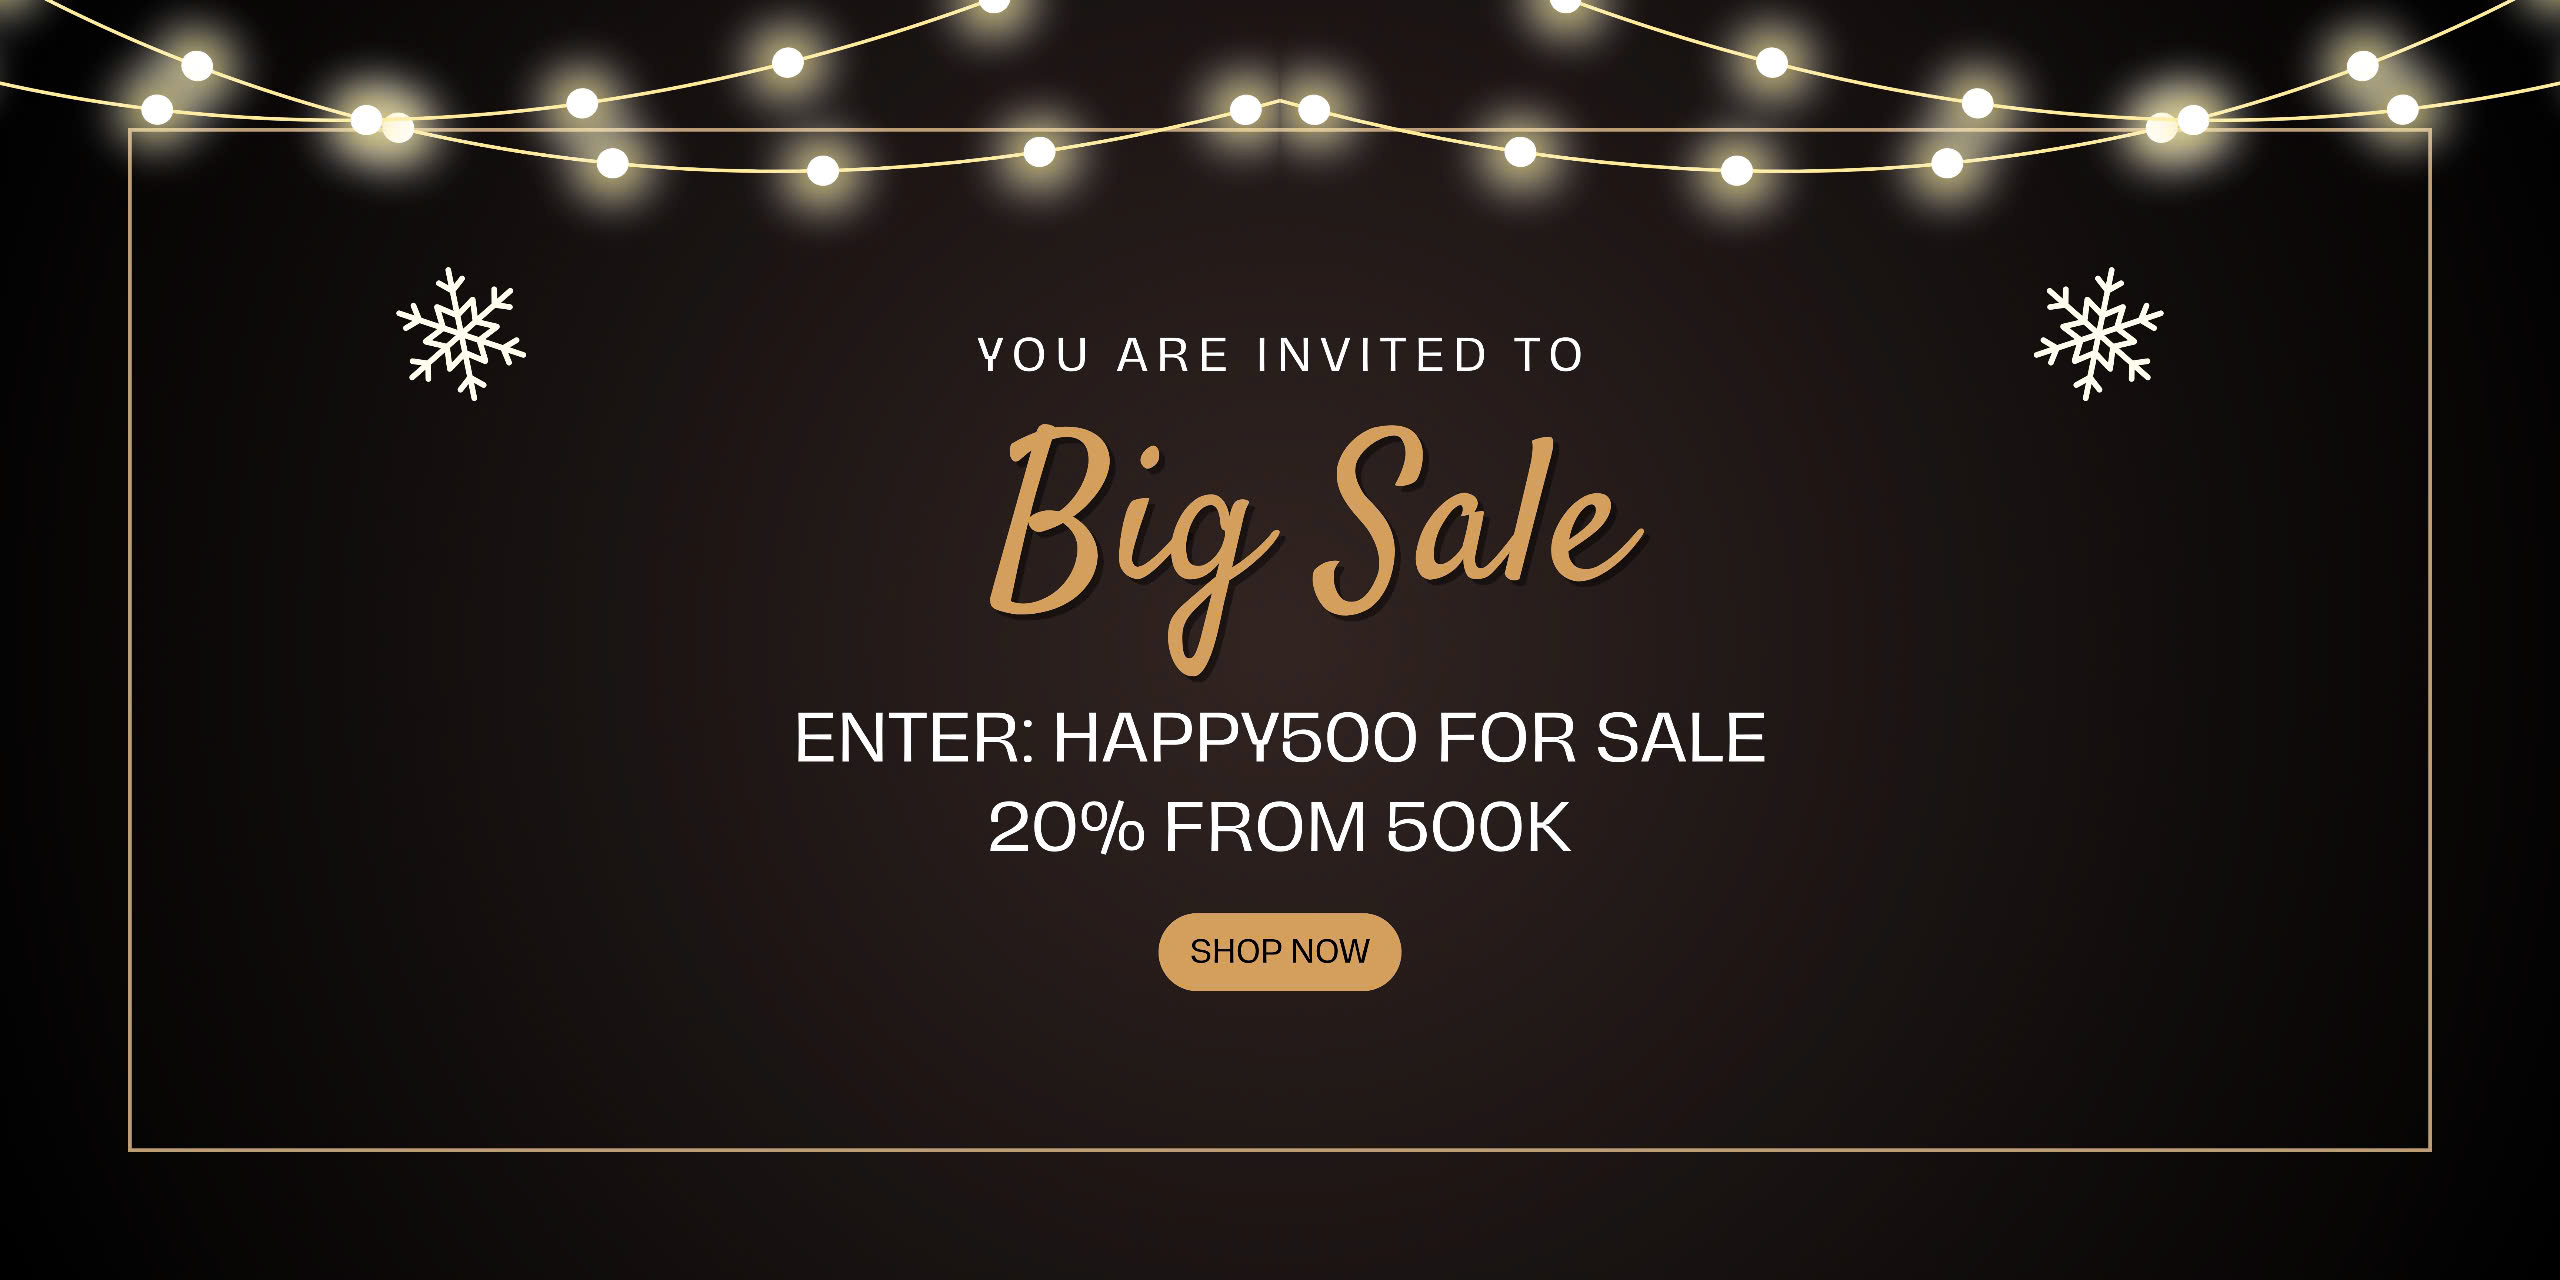 YOU ARE INVITED TO
Big Sale
ENTER: HAPPY500 FOR SALE
20% FROM 500K
SHOP NOW